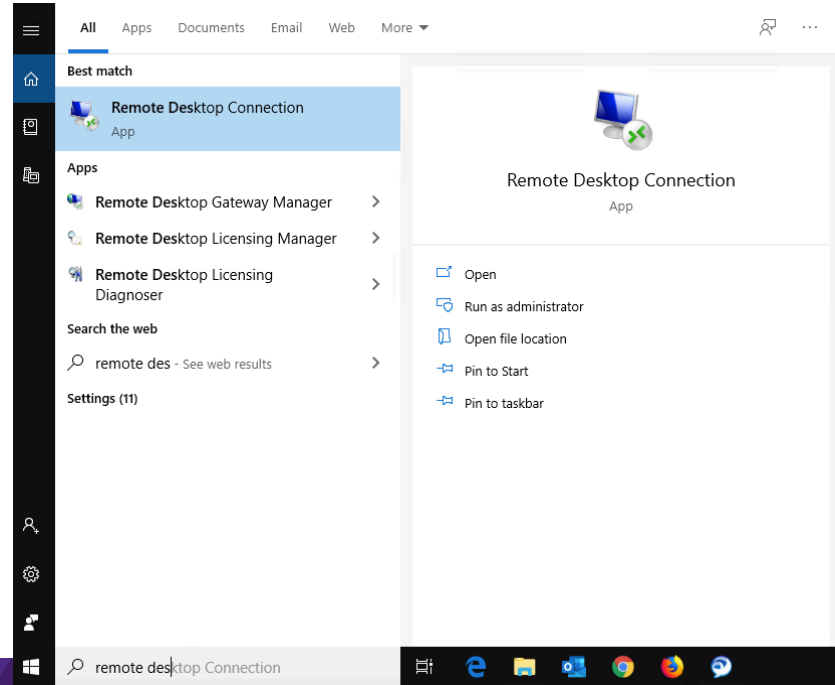 All Apps Documents Email Web More
Best match
Remote Desktop Connection
App
Apps
Remote Desktop Gateway Manager
Remote Desktop Licensing Manager
Remote Desktop Licensing
Diagnoser
Search the web
remote des - See web results
Settings (11)
Remote Desktop Connection
App
Open
Run as administrator
Open file location
Pin to Start
Pin to taskbar
remote desktop Connection